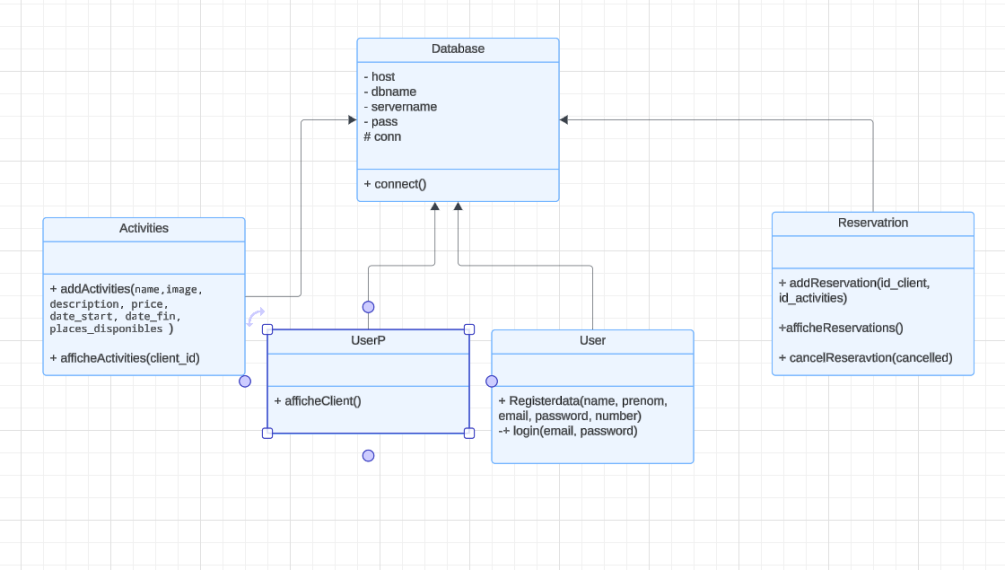 Database
- host
- dbname
- servername
- pass
# conn
+ connect()
Activities
+ addActivities(name,image,
description, price,
date_start, date_fin,
places_disponibles )
+ afficheActivities(client_id)
UserP
+ afficheClient()
User
+ Registerdata(name, prenom,
email, password, number)
-+ login(email, password)
Reservatrion
+ addReservation(id_client,
id_activities)
+afficheReservations()
+ cancelReseravtion(cancelled)